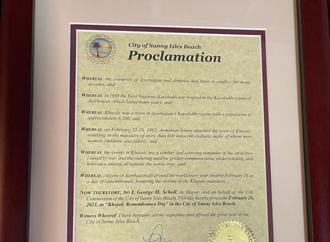 City of Sunny Isles Beach
Proclamation
WHEREAS, the countries of Azerbaijan and Armenia had been in conflict for many
decades; and
WHEREAS, in 1988 the First Nagorno-Karabakh war erupted in the Karabakh region of
Azerbaijan, which lasted many years; and
WHEREAS, Khojaly was a town in Azerbaijan's Karabakh region with a population of
approximately 6,200; and
WHEREAS, on February 25-26, 1992, Armenian forces attacked the town of Khojaly,
resulting in the massacre of more than 600 innocent civilians, many of whom were
women, children, and elderly; and
WHEREAS, the events in Khojaly are a somber and sobering reminder of the atrocities
caused by war, and the enduring need for greater communication, understanding, and
tolerance, among all nations the world over; and
WHEREAS, citizens of Azerbaijan all around the world every year observe February 26 as
a day of remembrance, honoring the victims of the Khojaly
NOW THEREFORE, BE I, George H. Scholl, as Mayor, and on behalf of the City
Commission of the City of Sunny Isles Beach, Florida, hereby proclaim February 26,
2021, as "Khojaly Remembrance Day" in the City of Sunny Isles Beach.
Witness Whereof, I have hereunto set my signature and affixed the great seal of the
City of Sunny Isles Beach.